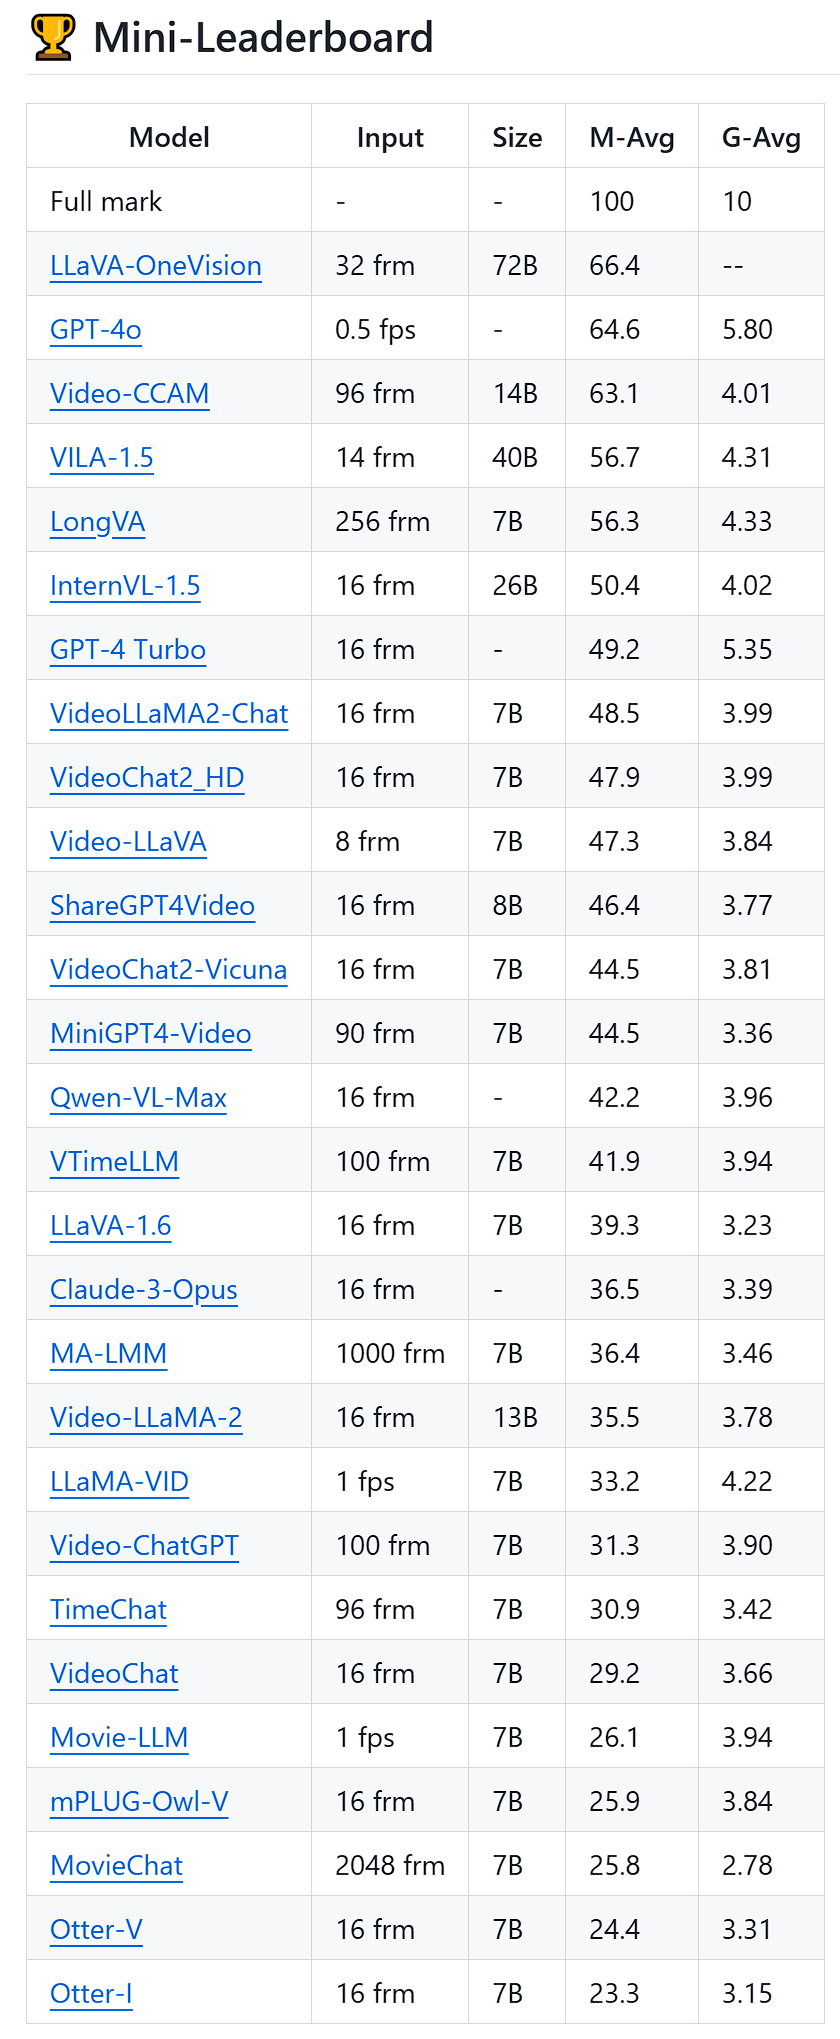 🏆 Mini-Leaderboard
Model Input Size M-Avg G-Avg
Full mark - - 100 10
LLaVA-OneVision 32 frm 72B 66.4 --
GPT-4o 0.5 fps - 64.6 5.80
Video-CCAM 96 frm 14B 63.1 4.01
VILA-1.5 14 frm 40B 56.7 4.31
LongVA 256 frm 7B 56.3 4.33
InternVL-1.5 16 frm 26B 50.4 4.02
GPT-4 Turbo 16 frm - 49.2 5.35
VideoLLaMA2-Chat 16 frm 7B 48.5 3.99
VideoChat2_HD 16 frm 7B 47.9 3.99
Video-LLaVA 8 frm 7B 47.3 3.84
ShareGPT4Video 16 frm 8B 46.4 3.77
VideoChat2-Vicuna 16 frm 7B 44.5 3.81
MiniGPT4-Video 90 frm 7B 44.5 3.36
Qwen-VL-Max 16 frm - 42.2 3.96
VTimeLLM 100 frm 7B 41.9 3.94
LLaVA-1.6 16 frm 7B 39.3 3.23
Claude-3-Opus 16 frm - 36.5 3.39
MA-LMM 1000 frm 7B 36.4 3.46
Video-LLaMA-2 16 frm 13B 35.5 3.78
LLaMA-VID 1 fps 7B 33.2 4.22
Video-ChatGPT 100 frm 7B 31.3 3.90
TimeChat 96 frm 7B 30.9 3.42
VideoChat 16 frm 7B 29.2 3.66
Movie-LLM 1 fps 7B 26.1 3.94
mPLUG-Owl-V 16 frm 7B 25.9 3.84
MovieChat 2048 frm 7B 25.8 2.78
Otter-V 16 frm 7B 24.4 3.31
Otter-I 16 frm 7B 23.3 3.15